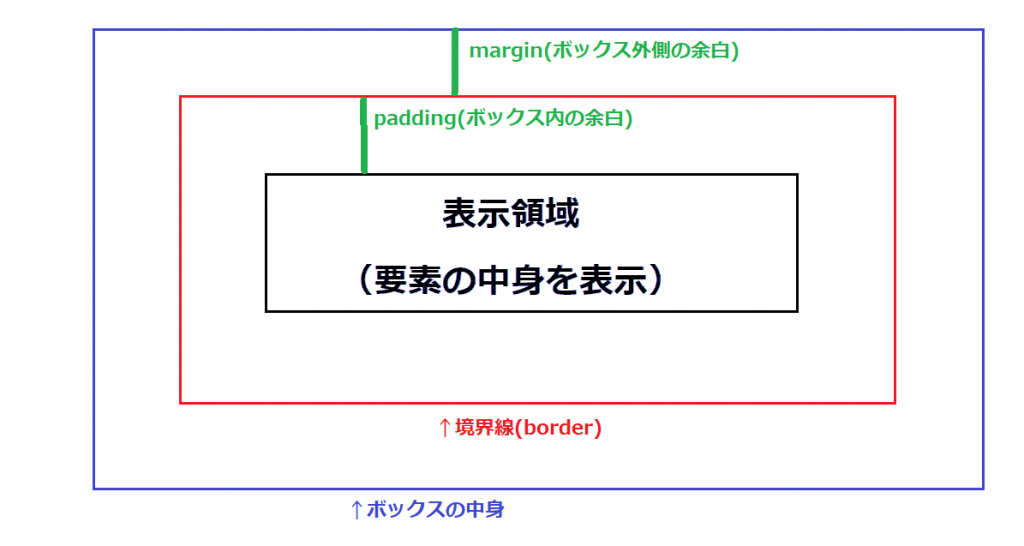 margin(ボックス外側の余白)
padding(ボックス内の余白)
表示領域
（要素の中身を表示）
↑境界線(border)
↑ボックスの中身